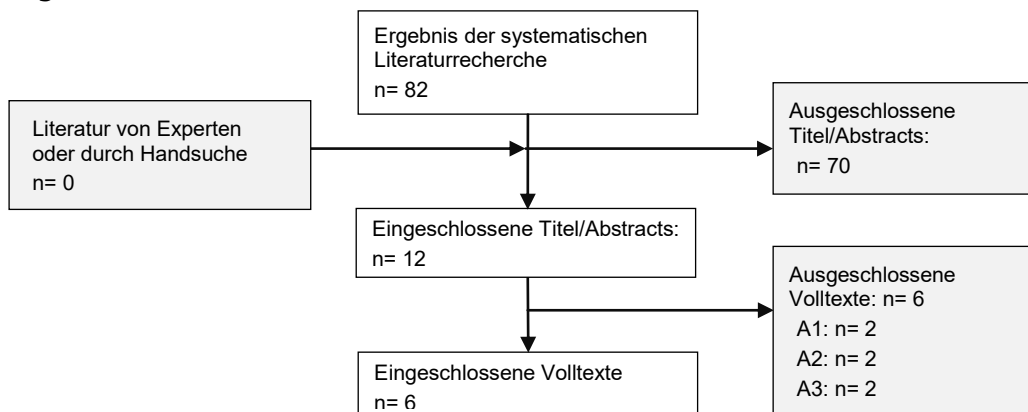 Ergebnis der systematischen
Literaturrecherche
n= 82
Literatur von Experten
oder durch Handsuche
n= 0
Ausgeschlossene
Titel/Abstracts:
n= 70
Eingeschlossene Titel/Abstracts:
n= 12
Ausgeschlossene
Volltexte: n= 6
A1: n= 2
A2: n= 2
A3: n= 2
Eingeschlossene Volltexte
n= 6